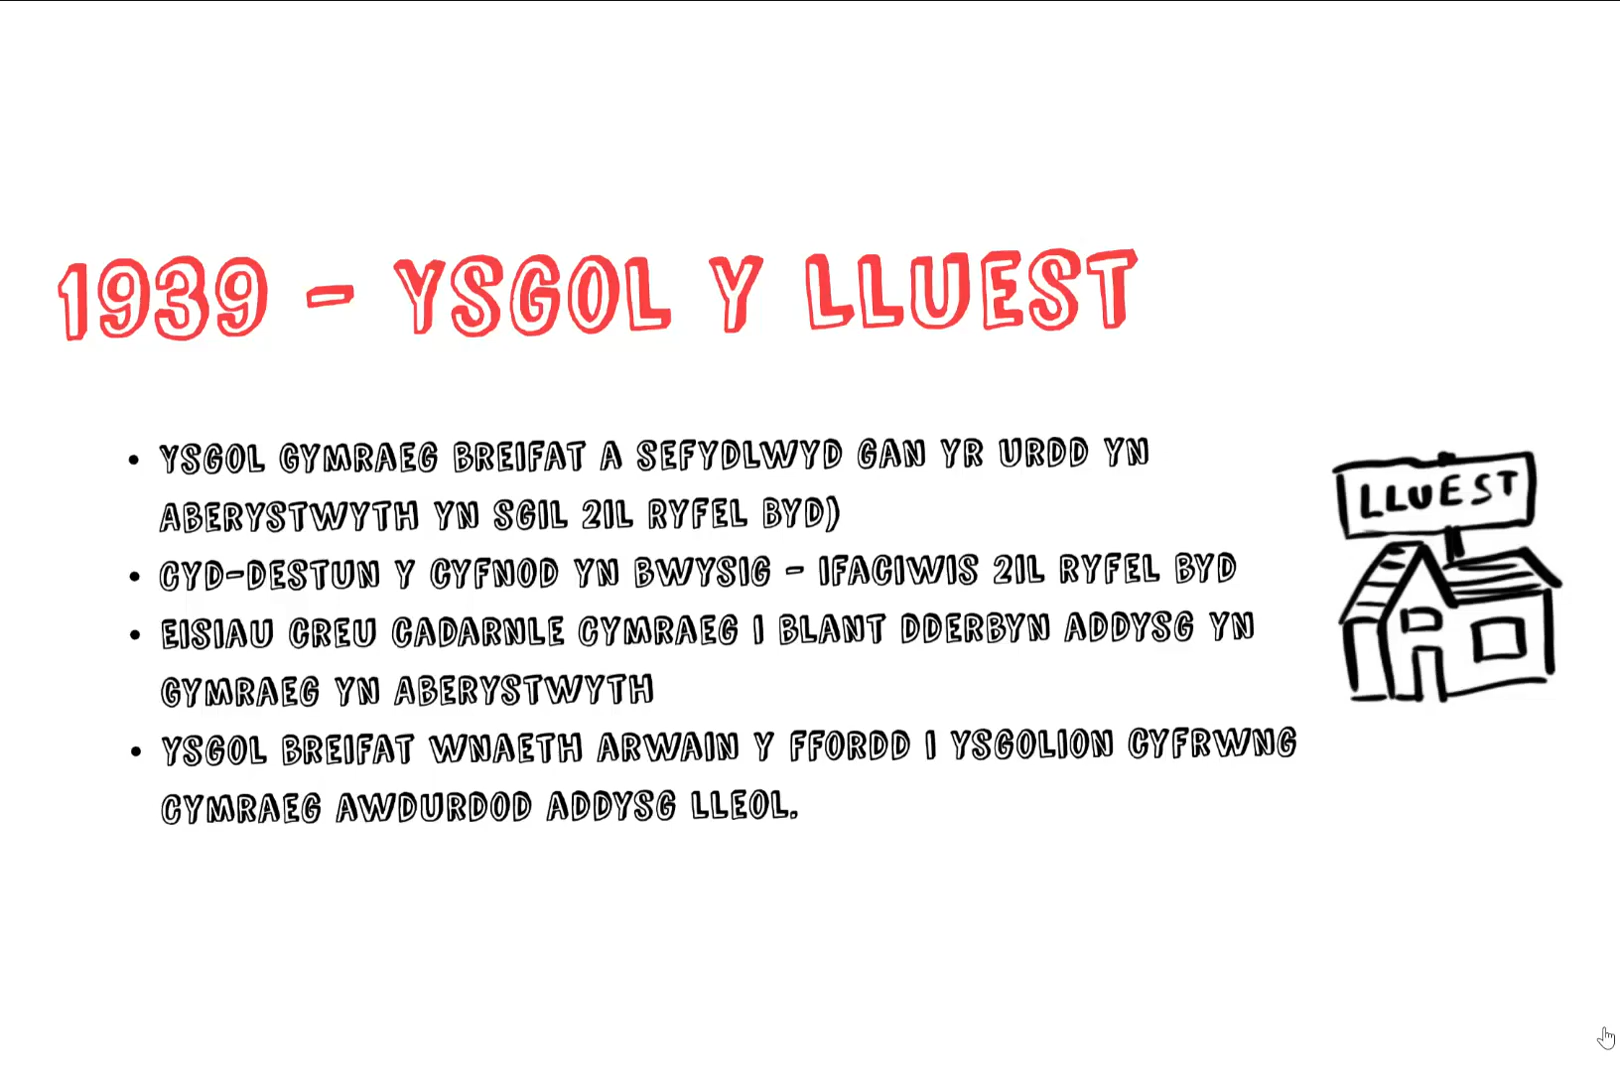 1939 - YSGOL Y LLUEST
LLUEST
• YSGOL GYMRAEG BREIFAT A SEFYDLWYD GAN YR URDD YN
ABERYSTWYTH YN SGIL 2IL RYFEL BYD)
• CYD-DESTUN Y CYFNOD YN BWYSIG - IFACIWIS 2IL RYFEL BYD
• EISIAU CREU CADARNLE CYMRAEG I BLANT DDERBYN ADDYSG YN
GYMRAEG YN ABERYSTWYTH
• YSGOL BREIFAT WNAETH ARWAIN Y FFORDD I YSGOLION CYFRWNG
CYMRAEG AWDURDOD ADDYSG LLEOL.